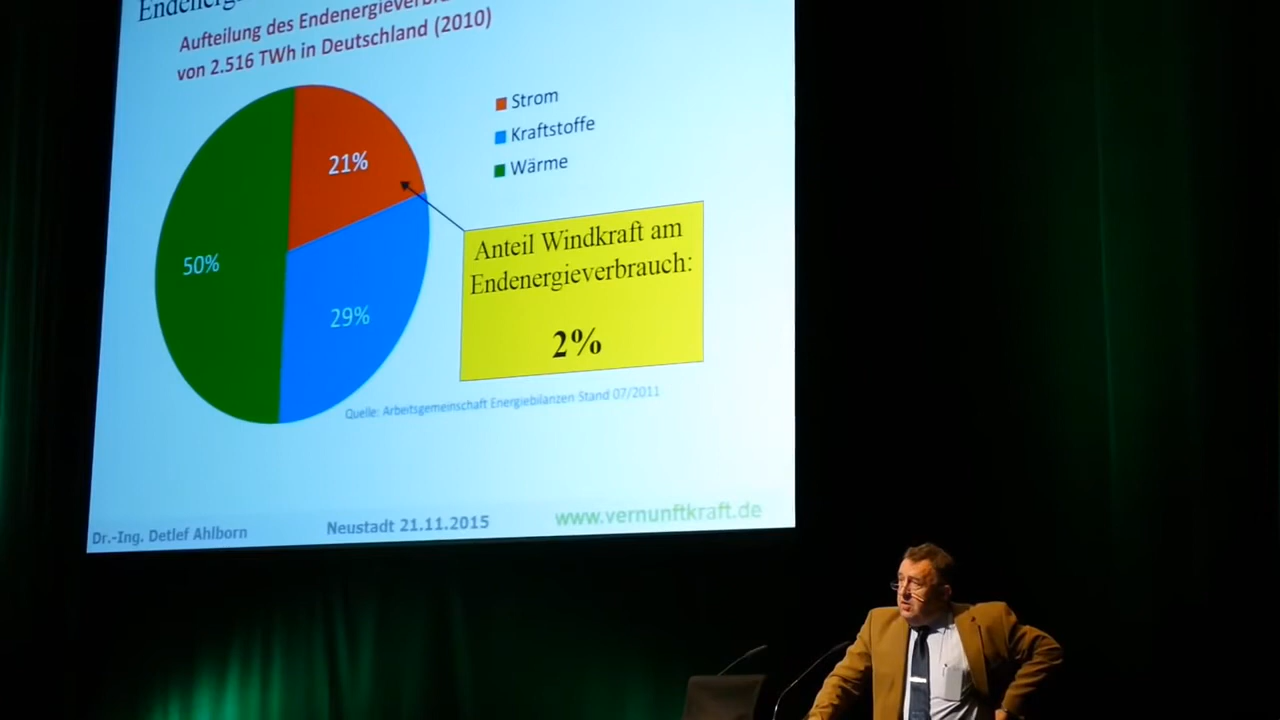 Aufteilung des
von 2.516 TWh in Deutschland (2010)
Strom
Kraftstoffe
Wärme
21%
50%
29%
Anteil Windkraft am
Endenergieverbrauch:
2%
Quelle: Arbeitsgemeinschaft Energiebilanzen Stand 07/2011
Dr.-Ing. Detlef Ahlborn
Neustadt 21.11.2015
www.vernunftkraft.de